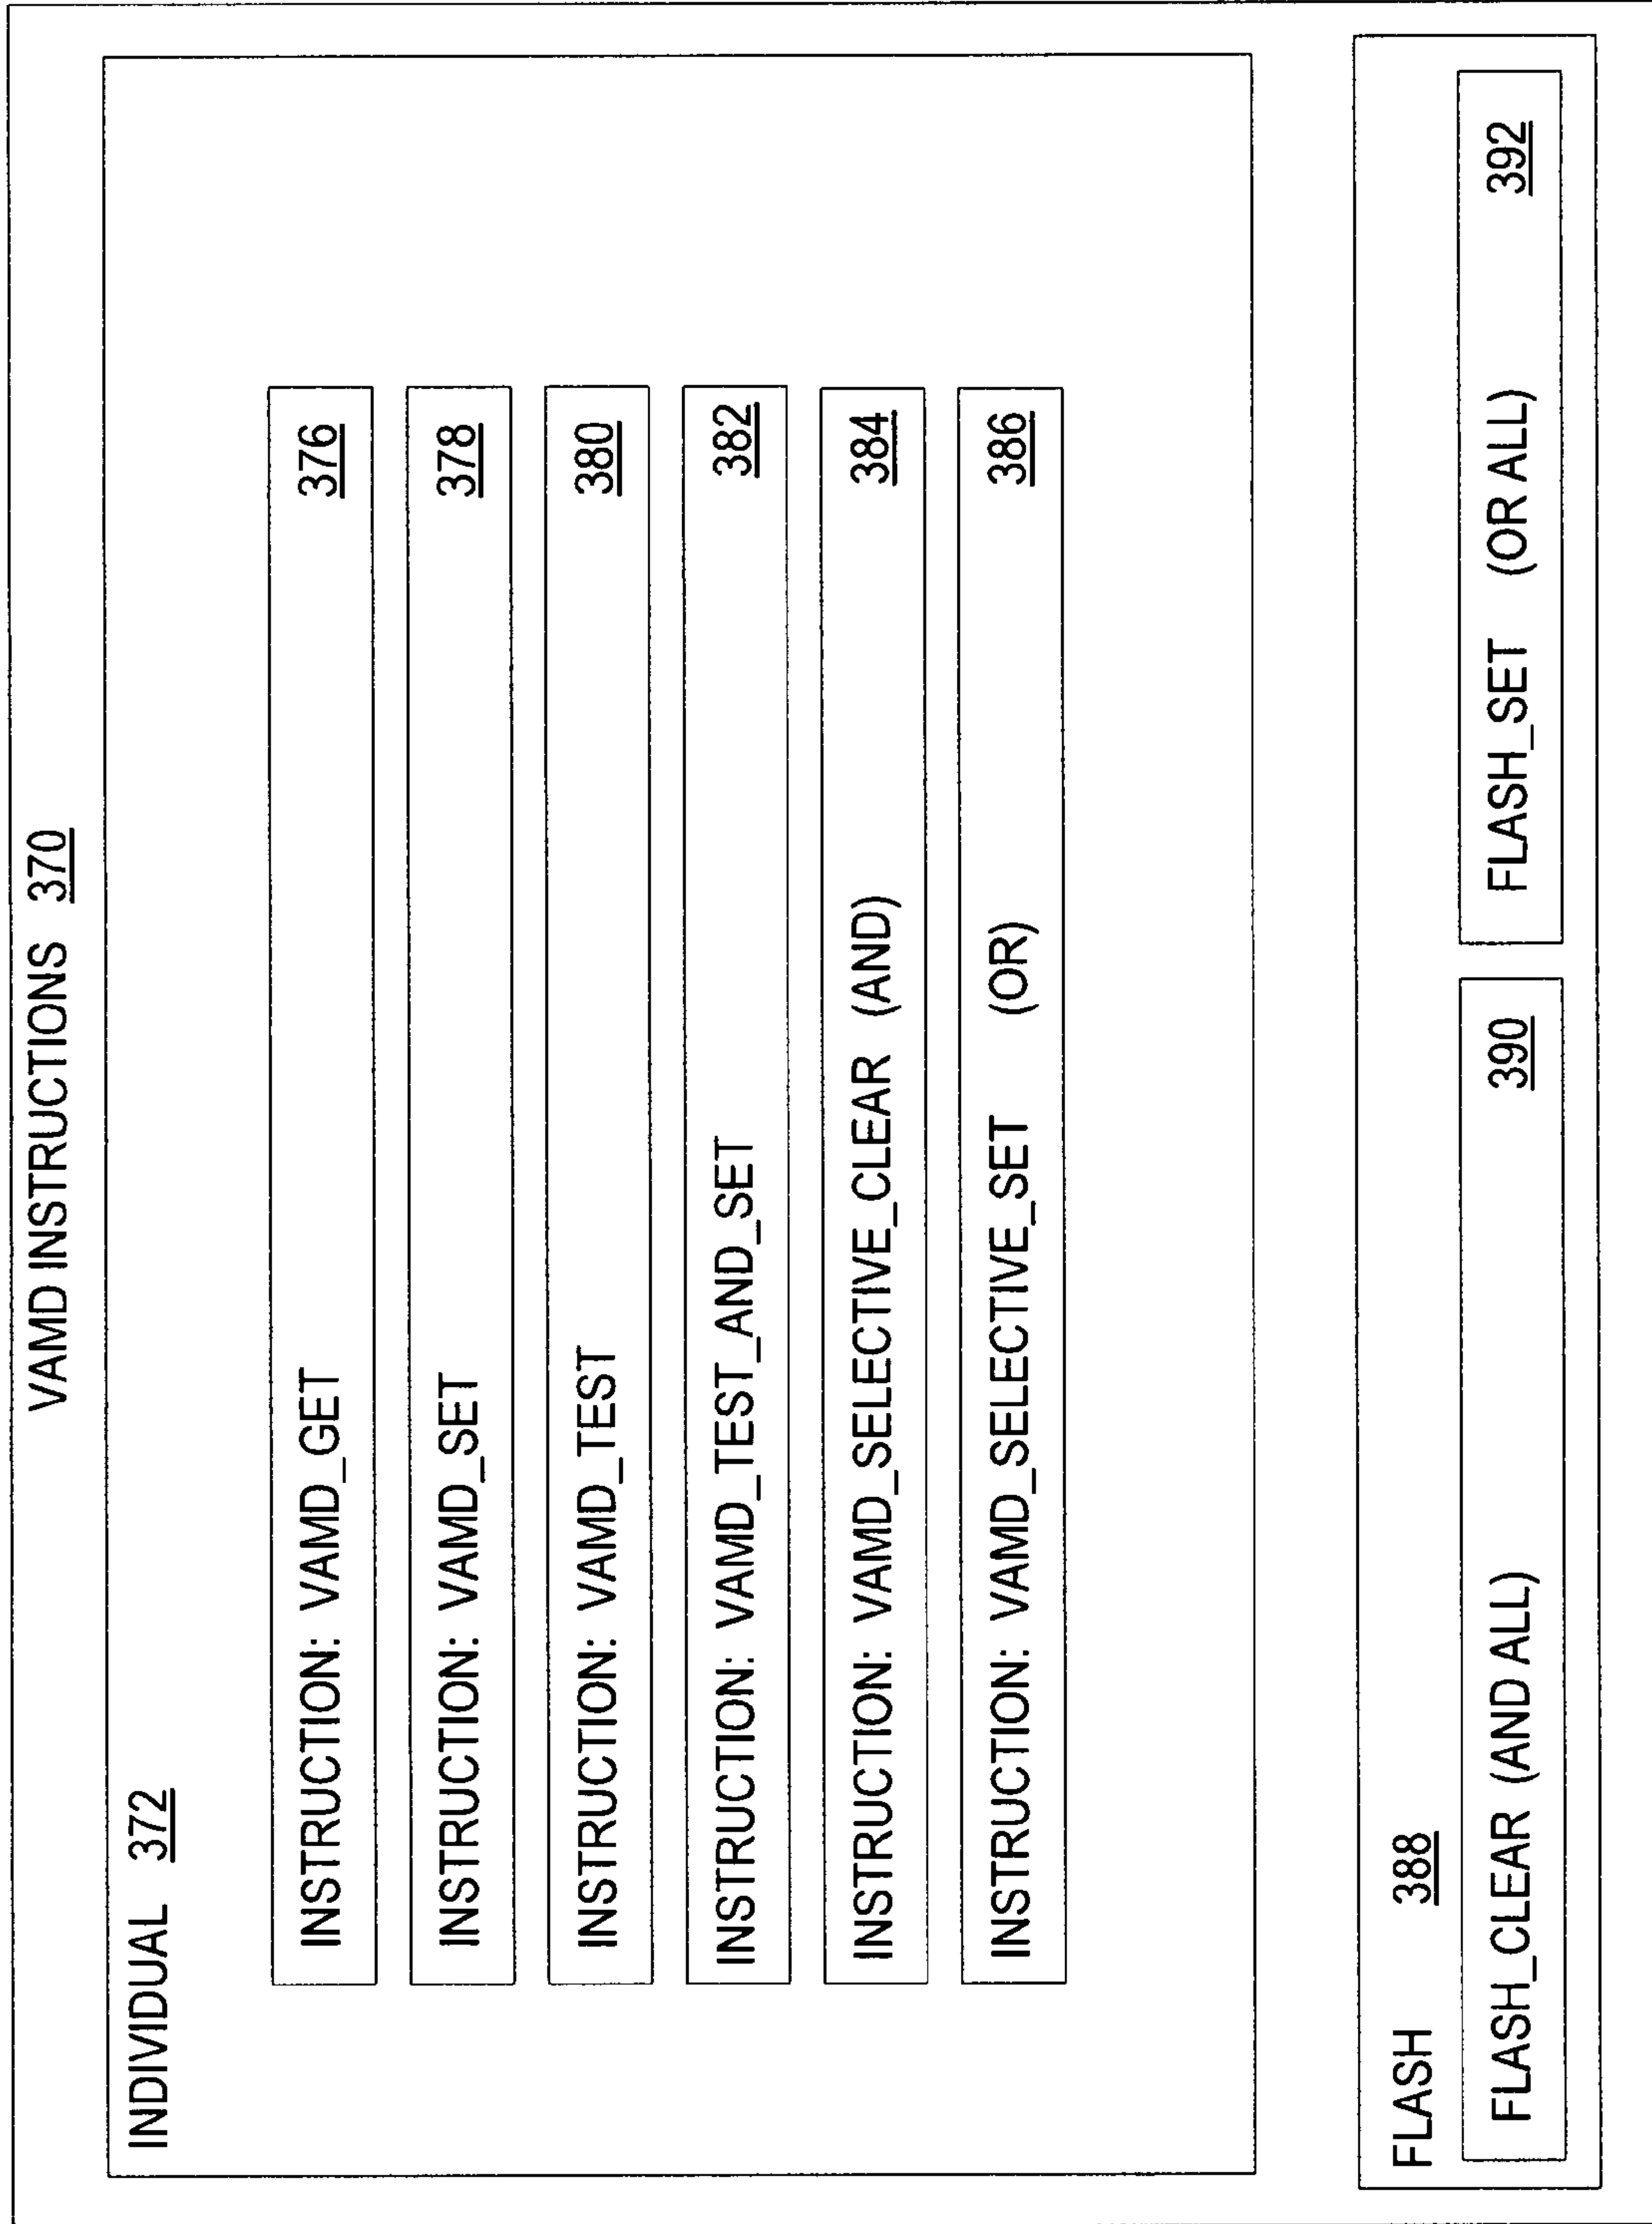 VAMD INSTRUCTIONS 370
INDIVIDUAL 372
INSTRUCTION: VAMD_GET 376
INSTRUCTION: VAMD_SET 378
INSTRUCTION: VAMD_TEST 380
INSTRUCTION: VAMD_TEST_AND_SET 382
INSTRUCTION: VAMD_SELECTIVE_CLEAR (AND) 384
INSTRUCTION: VAMD_SELECTIVE_SET (OR) 386
FLASH 388
FLASH_CLEAR (AND ALL) 390
FLASH_SET (OR ALL) 392